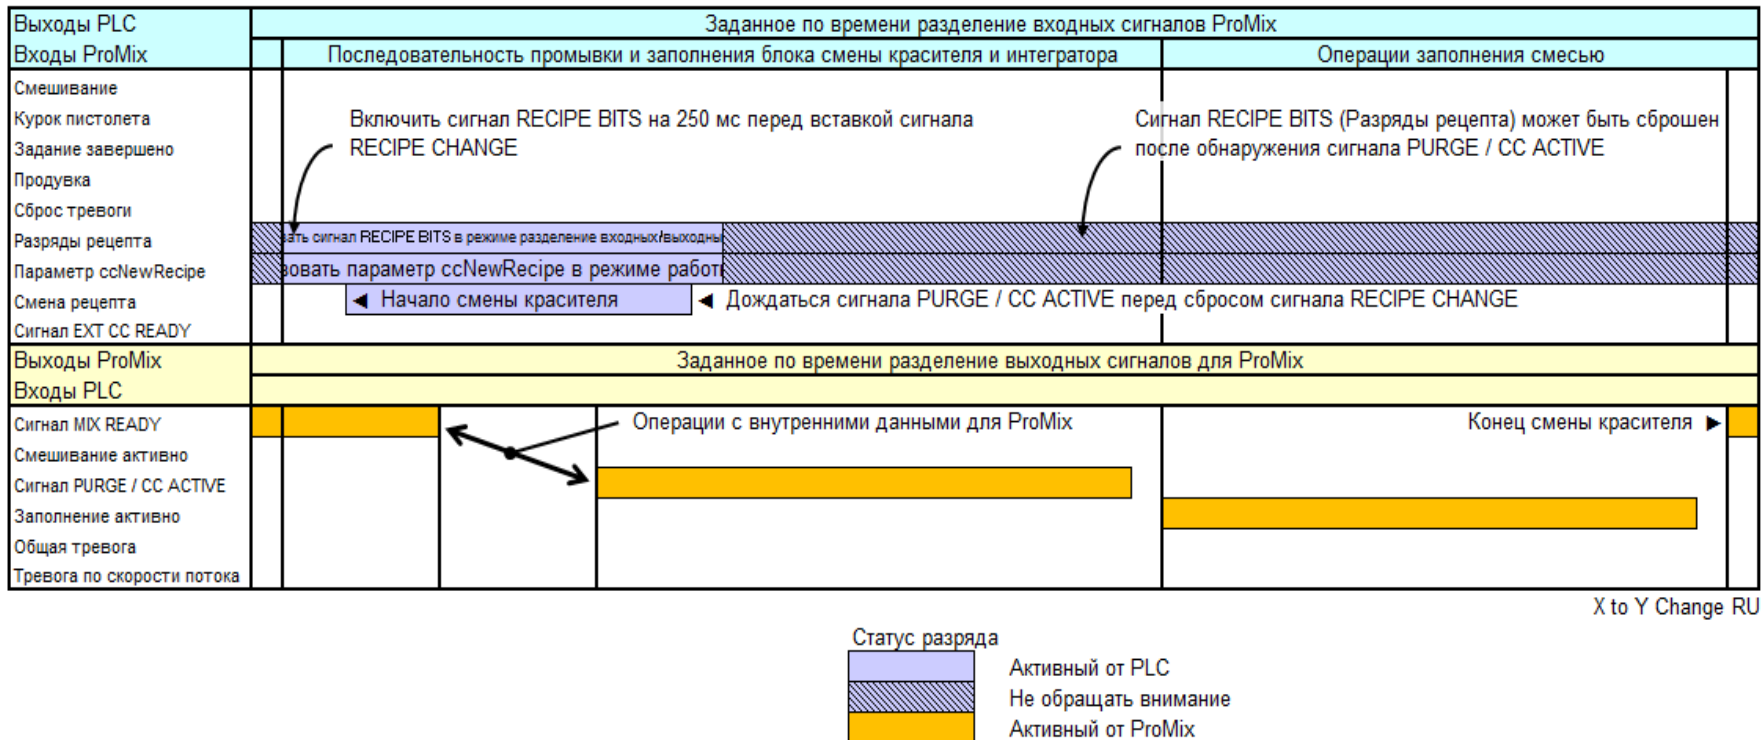 Выходы PLC
Заданное по времени разделение входных сигналов ProMix
Входы ProMix
Последовательность промывки и заполнения блока смены красителя и интегратора
Операции заполнения смесью
Смешивание
Курок пистолета
Задание завершено
Продувка
Сброс тревоги
Разряды рецепта
Параметр ccNewRecipe
Смена рецепта
Сигнал EXT CC READY
Включить сигнал RECIPE BITS на 250 мс перед вставкой сигнала
RECIPE CHANGE
Сигнал RECIPE BITS (Разряды рецепта) может быть сброшен
после обнаружения сигнала PURGE / CC ACTIVE
сигнал RECIPE BITS в режиме разделение входных/выходны
параметр ccNewRecipe в режиме работ
◄ Начало смены красителя
◄ Дождаться сигнала PURGE / CC ACTIVE перед сбросом сигнала RECIPE CHANGE
Выходы ProMix
Заданное по времени разделение выходных сигналов для ProMix
Входы PLC
Сигнал MIX READY
Смешивание активно
Сигнал PURGE / CC ACTIVE
Заполнение активно
Общая тревога
Тревога по скорости потока
Операции с внутренними данными для ProMix
Конец смены красителя ►
X to Y Change RU
Статус разряда
Активный от PLC
Не обращать внимание
Активный от ProMix